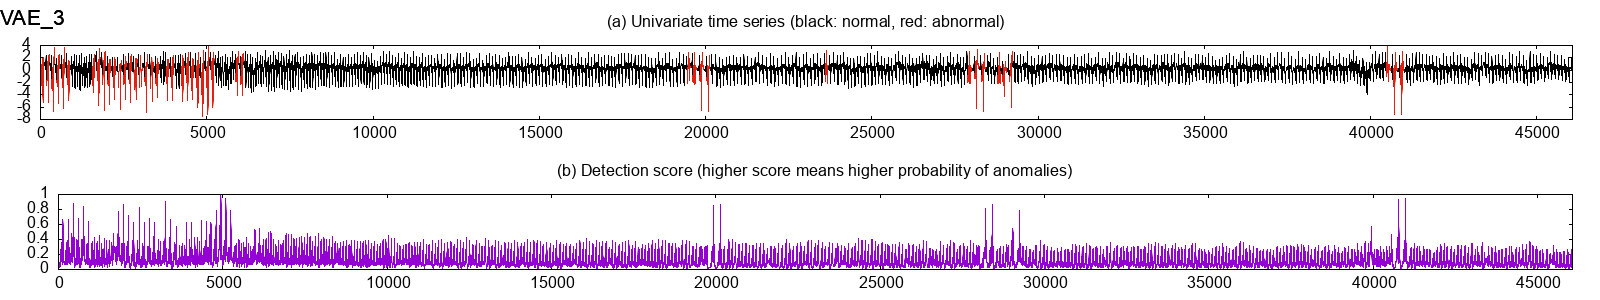 VAE_3
(a) Univariate time series (black: normal, red: abnormal)
4
2
0
-2
-4
-6
-8
0 5000 10000 15000 20000 25000 30000 35000 40000 45000
(b) Detection score (higher score means higher probability of anomalies)
1
0.8
0.6
0.4
0.2
0
0 5000 10000 15000 20000 25000 30000 35000 40000 45000